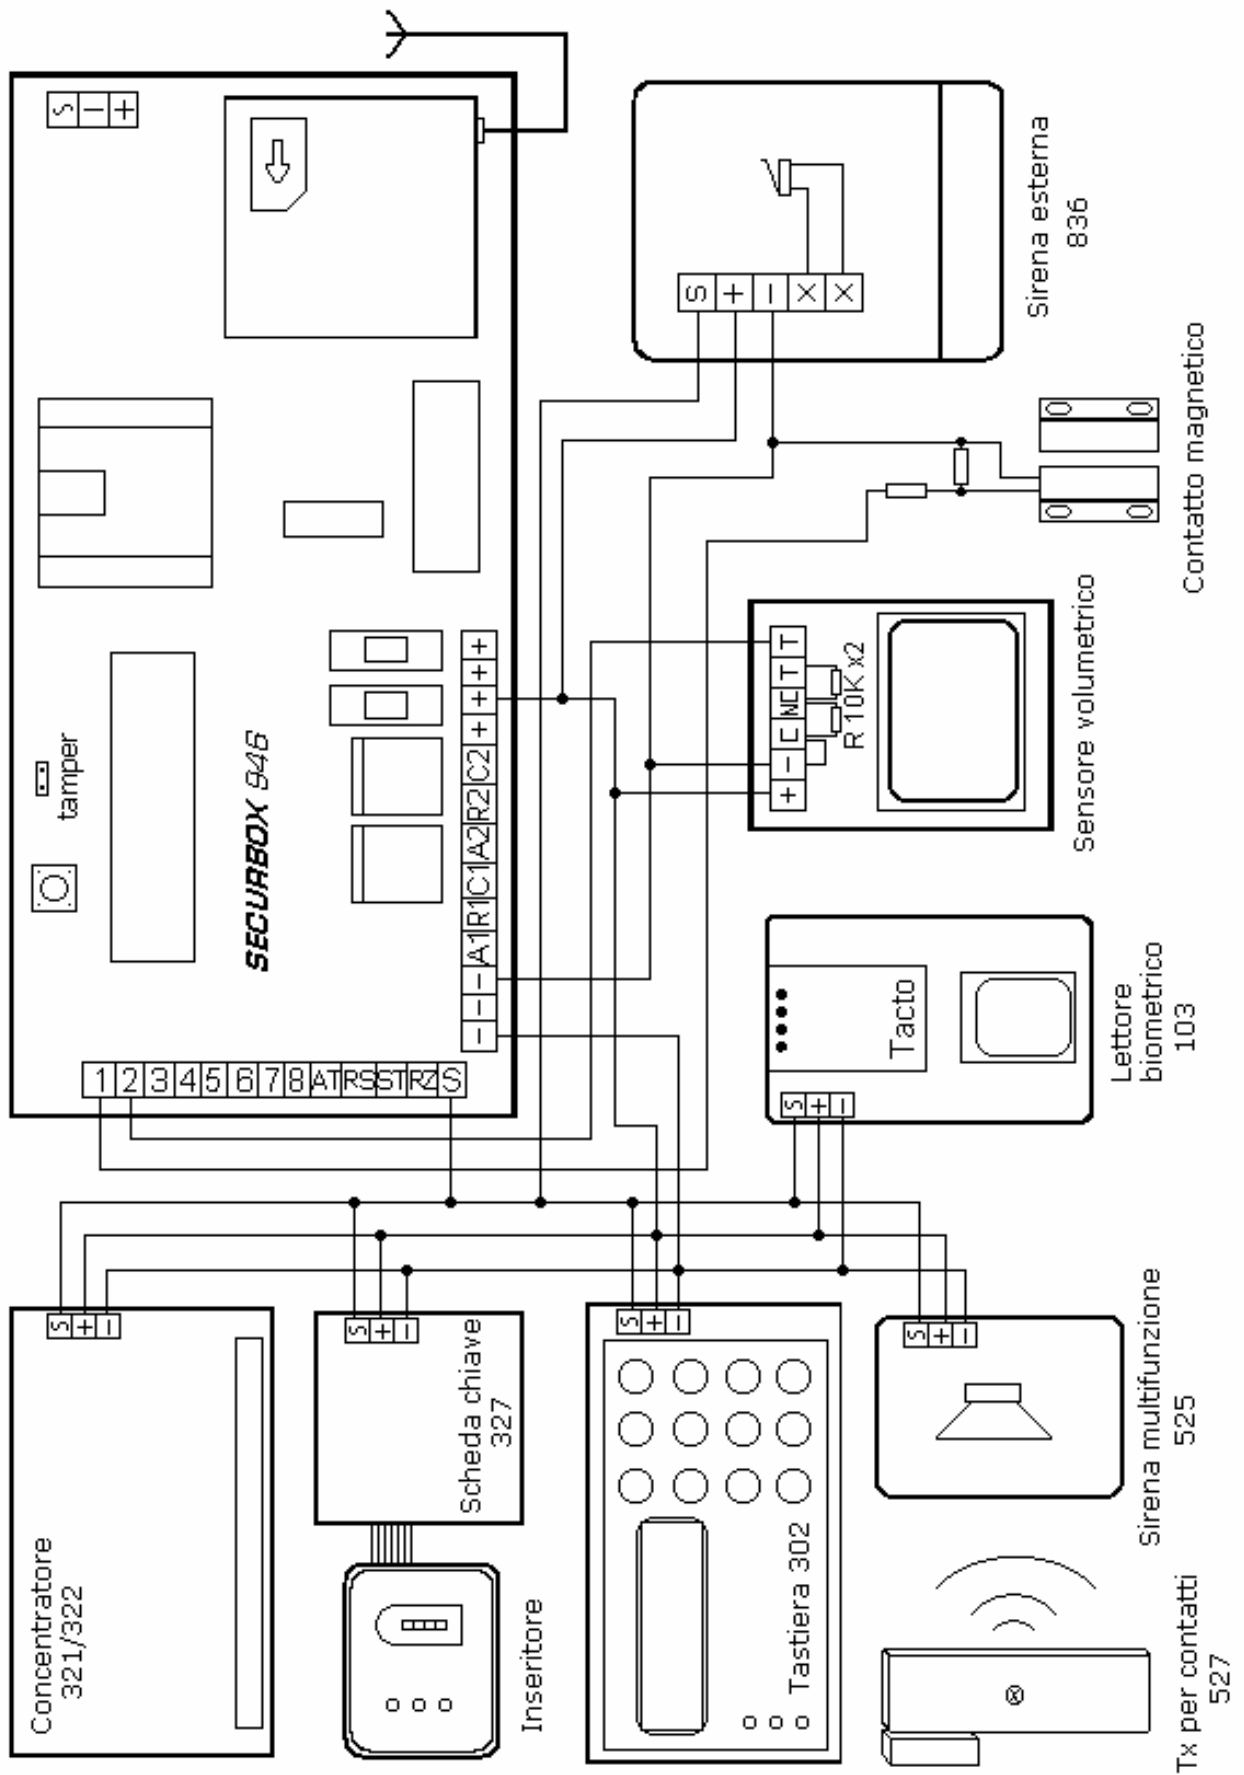 S - +
tamper
SECURBOX 946
1 2 3 4 5 6 7 8 AT RS ST RZ S
- - - A1 R1 C1 A2 R2 C2 + + + +
S + - X X
Sirena esterna
836
Contatto magnetico
+ - C NC T T
R 10K x2
Sensore volumetrico
Tacto
S + -
Lettore
biometrico
103
S + -
Concentratore
321/322
S + -
Scheda chiave
327
Inseritore
S + -
Tastiera 302
S + -
Sirena multifunzione
525
Tx per contatti
527